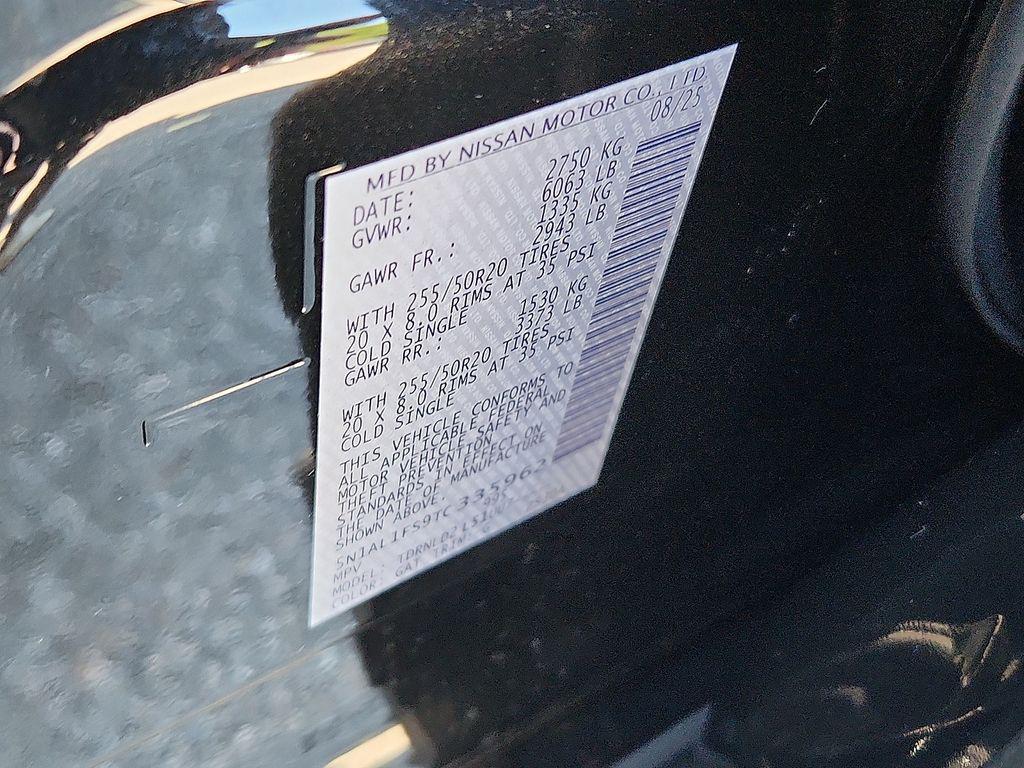 MFD BY NISSAN MOTOR CO., LTD.
DATE: 08/25
GVWR: 2750 KG
6063 LB
GAWR FR.: 1335 KG
2943 LB
WITH 255/50R20 TIRES
20 X 8.0 RIMS AT 35 PSI
COLD SINGLE
GAWR RR.: 1530 KG
3373 LB
WITH 255/50R20 TIRES
20 X 8.0 RIMS AT 35 PSI
COLD SINGLE
THIS VEHICLE CONFORMS TO
ALL APPLICABLE FEDERAL
MOTOR VEHICLE SAFETY AND
THEFT PREVENTION
STANDARDS IN EFFECT ON
THE DATE OF MANUFACTURE
SHOWN ABOVE.
5N1AL1FS9TC335962
MPV
MODEL:
COLOR: GAT TRIM: G